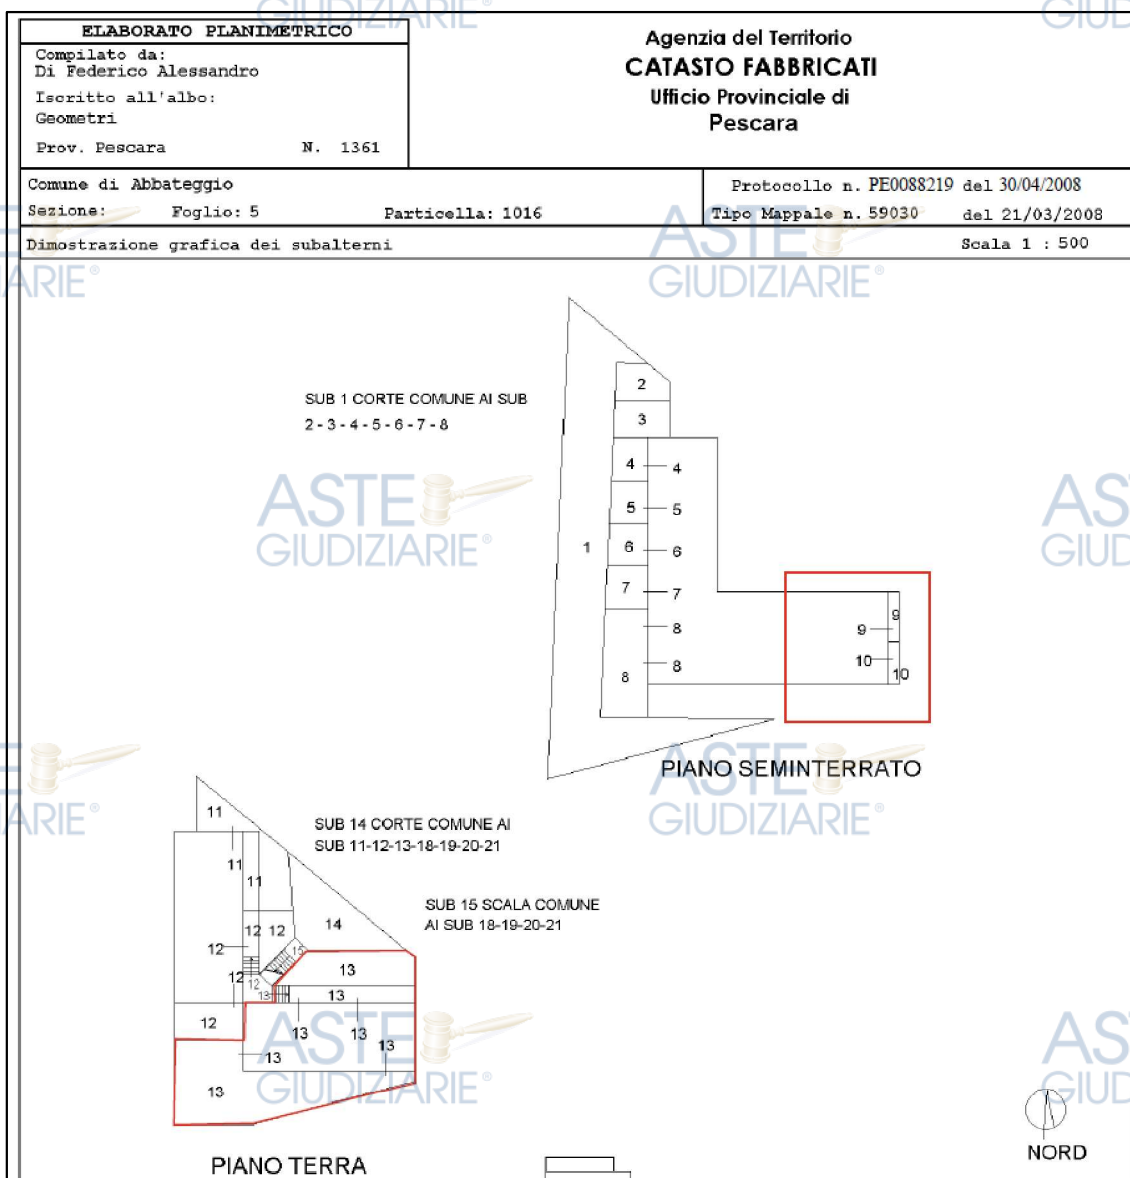 ELABORATO PLANIMETRICO
Compilato da:
Di Federico Alessandro
Iscritto all'albo:
Geometri
Prov. Pescara N. 1361
Agenzia del Territorio
CATASTO FABBRICATI
Ufficio Provinciale di
Pescara
Comune di Abbateggio
Sezione: Foglio: 5 Particella: 1016
Protocollo n. PE0088219 del 30/04/2008
Tipo Mappale n. 59030 del 21/03/2008
Dimostrazione grafica dei subalterni Scala 1 : 500
SUB 1 CORTE COMUNE AI SUB
2 - 3 - 4 - 5 - 6 - 7 - 8
2
3
4 4
5 5
1 6 6
7 7
8
8 8
9
9
10
10
PIANO SEMINTERRATO
SUB 14 CORTE COMUNE AI
SUB 11-12-13-18-19-20-21
SUB 15 SCALA COMUNE
AI SUB 18-19-20-21
11
11
11
12 12 14
12 15
12 12 13
13 13
12 13 13
13 13
13
PIANO TERRA
NORD
ASTE
GIUDIZIARIE®